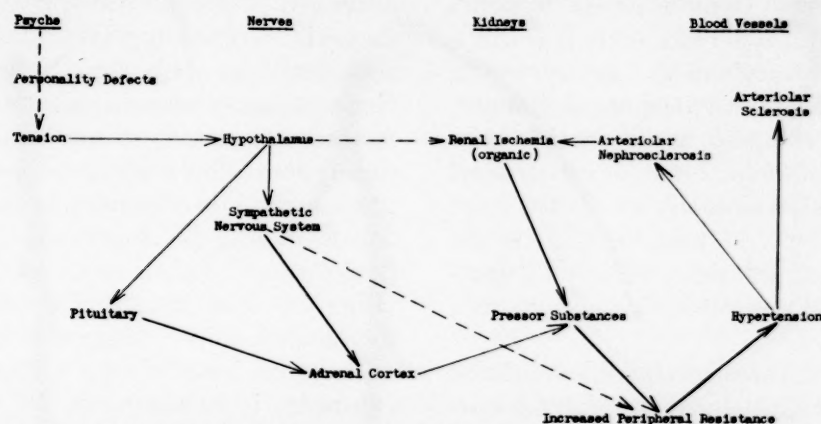 Psyche Nerves Kidneys Blood Vessels
Personality Defects
Arteriolar
Sclerosis
Tension Hypothalamus Renal Ischemia Arteriolar
(organic) Nephrosclerosis
Sympathetic
Nervous System
Pituitary Pressor Substances Hypertension
Adrenal Cortex
Increased Peripheral Resistance